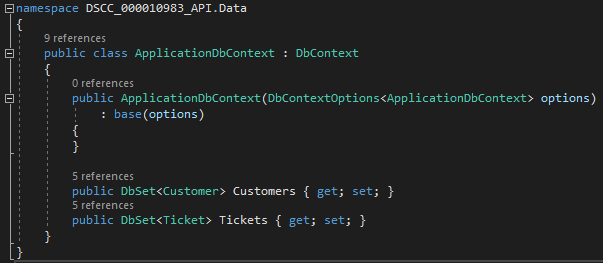 namespace DSCC_000010983_API.Data
{
9 references
public class ApplicationDbContext : DbContext
{
0 references
public ApplicationDbContext(DbContextOptions<ApplicationDbContext> options)
: base(options)
{
}
5 references
public DbSet<Customer> Customers { get; set; }
5 references
public DbSet<Ticket> Tickets { get; set; }
}
}